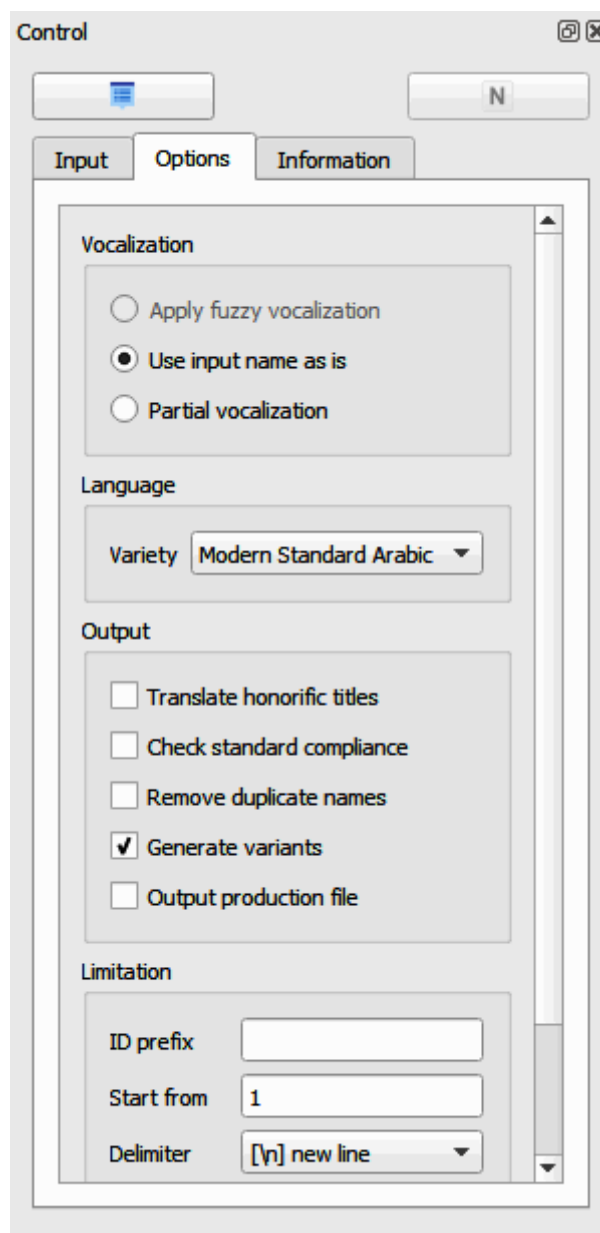 Control
N
Input Options Information
Vocalization
Apply fuzzy vocalization
Use input name as is
Partial vocalization
Language
Variety Modern Standard Arabic
Output
Translate honorific titles
Check standard compliance
Remove duplicate names
Generate variants
Output production file
Limitation
ID prefix
Start from 1
Delimiter [\n] new line